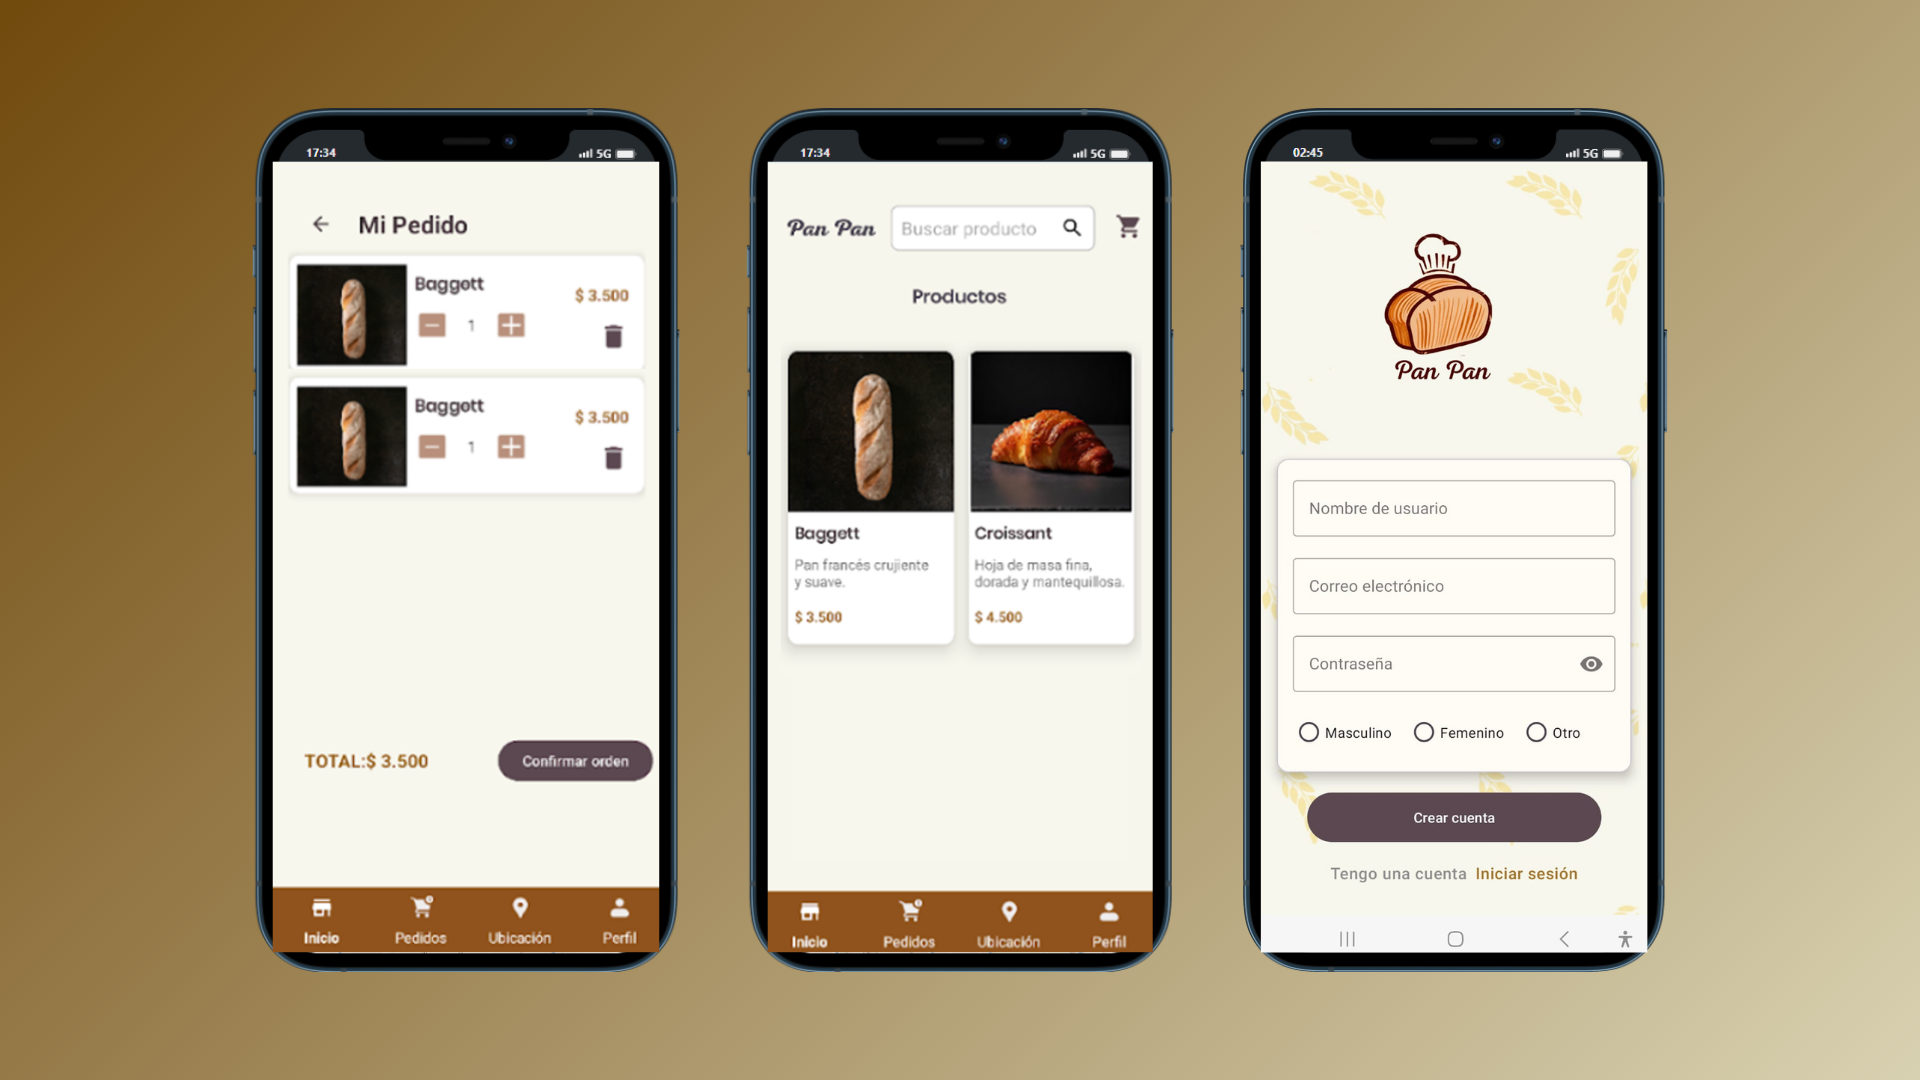 17:34
5G
Mi Pedido
Baggett
$ 3.500
1
Baggett
$ 3.500
1
TOTAL:$ 3.500
Confirmar orden
Inicio
Pedidos
Ubicación
Perfil
17:34
5G
Pan Pan
Buscar producto
Productos
Baggett
Pan francés crujiente
y suave.
$ 3.500
Croissant
Hoja de masa fina,
dorada y mantequillosa.
$ 4.500
Inicio
Pedidos
Ubicación
Perfil
02:45
5G
Pan Pan
Nombre de usuario
Correo electrónico
Contraseña
Masculino
Femenino
Otro
Crear cuenta
Tengo una cuenta Iniciar sesión